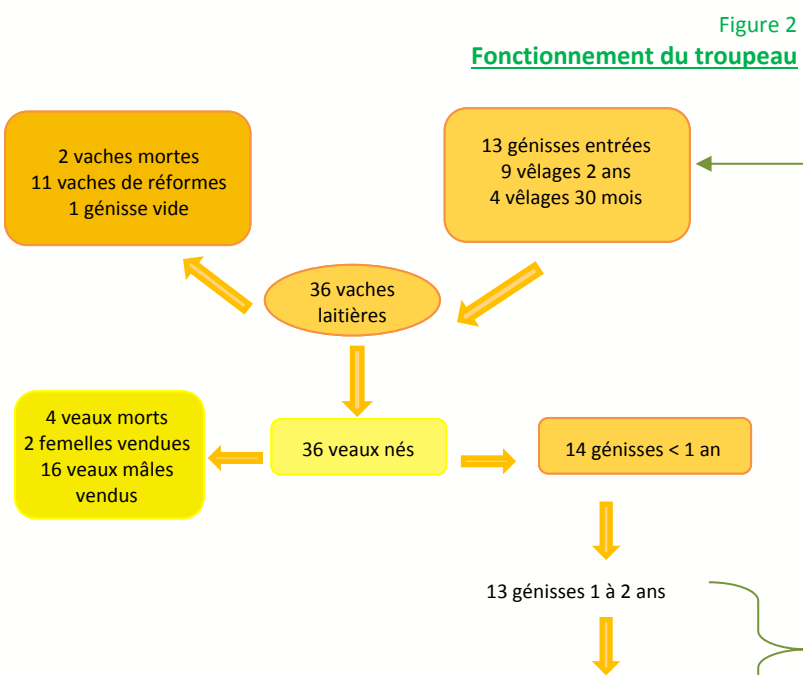 Figure 2
Fonctionnement du troupeau
2 vaches mortes
11 vaches de réformes
1 génisse vide
13 génisses entrées
9 vêlages 2 ans
4 vêlages 30 mois
36 vaches
laitières
4 veaux morts
2 femelles vendues
16 veaux mâles
vendus
36 veaux nés
14 génisses < 1 an
13 génisses 1 à 2 ans